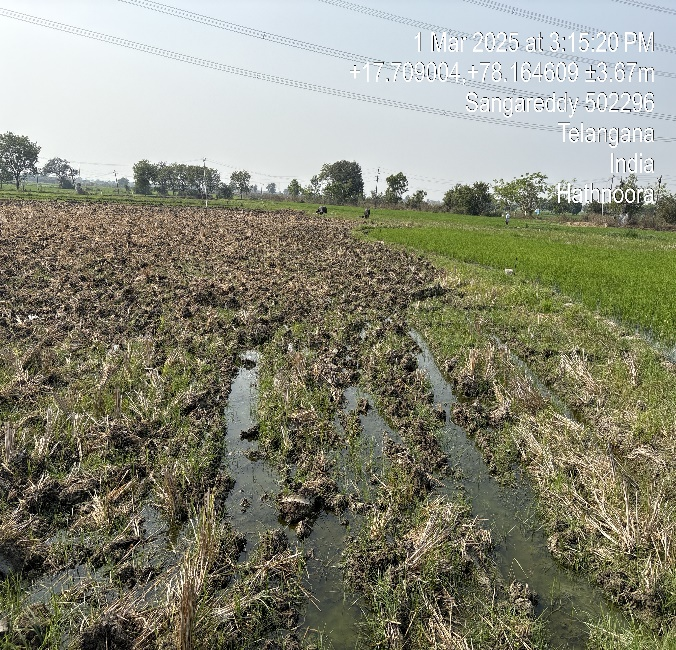 1 Mar 2025 at 3:15:20 PM
+17.709004,+78.164609 ±3.67m
Sangareddy 502296
Telangana
India
Hathnoora